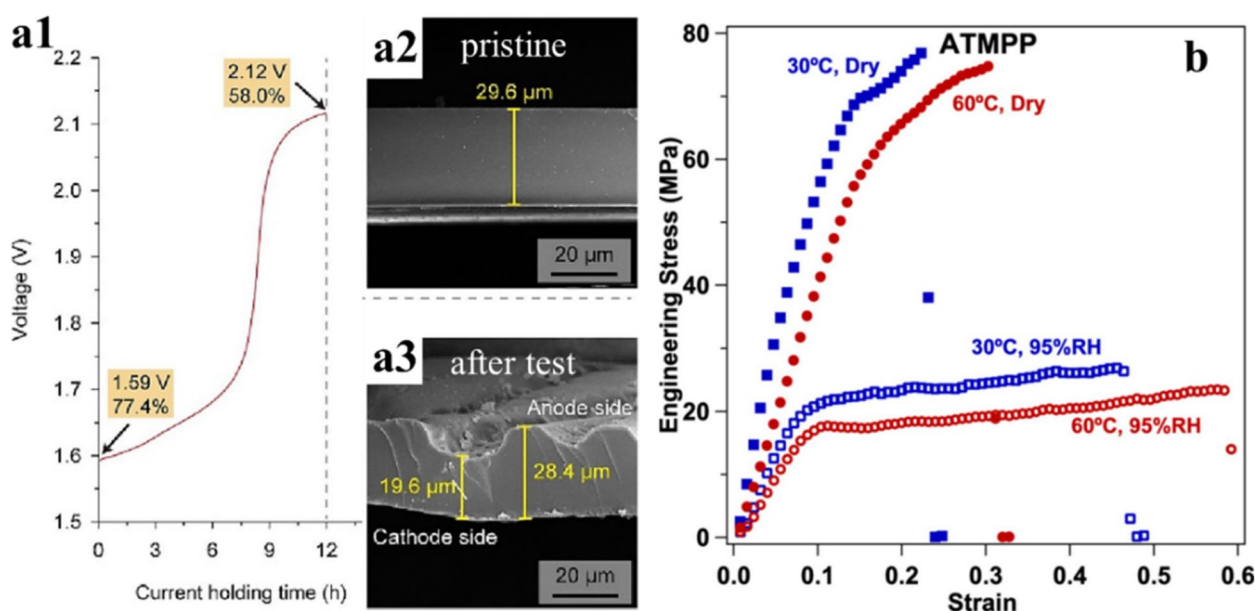 a1
2.2
2.1
2.0
1.9
1.8
1.7
1.6
1.5
Voltage (V)
2.12 V
58.0%
1.59 V
77.4%
0 3 6 9 12
Current holding time (h)
a2
pristine
29.6 μm
20 μm
a3
after test
Anode side
19.6 μm
28.4 μm
Cathode side
20 μm
b
ATMPP
80
60
40
20
0
Engineering Stress (MPa)
30ºC, Dry
60ºC, Dry
30ºC, 95%RH
60ºC, 95%RH
0.0 0.1 0.2 0.3 0.4 0.5 0.6
Strain